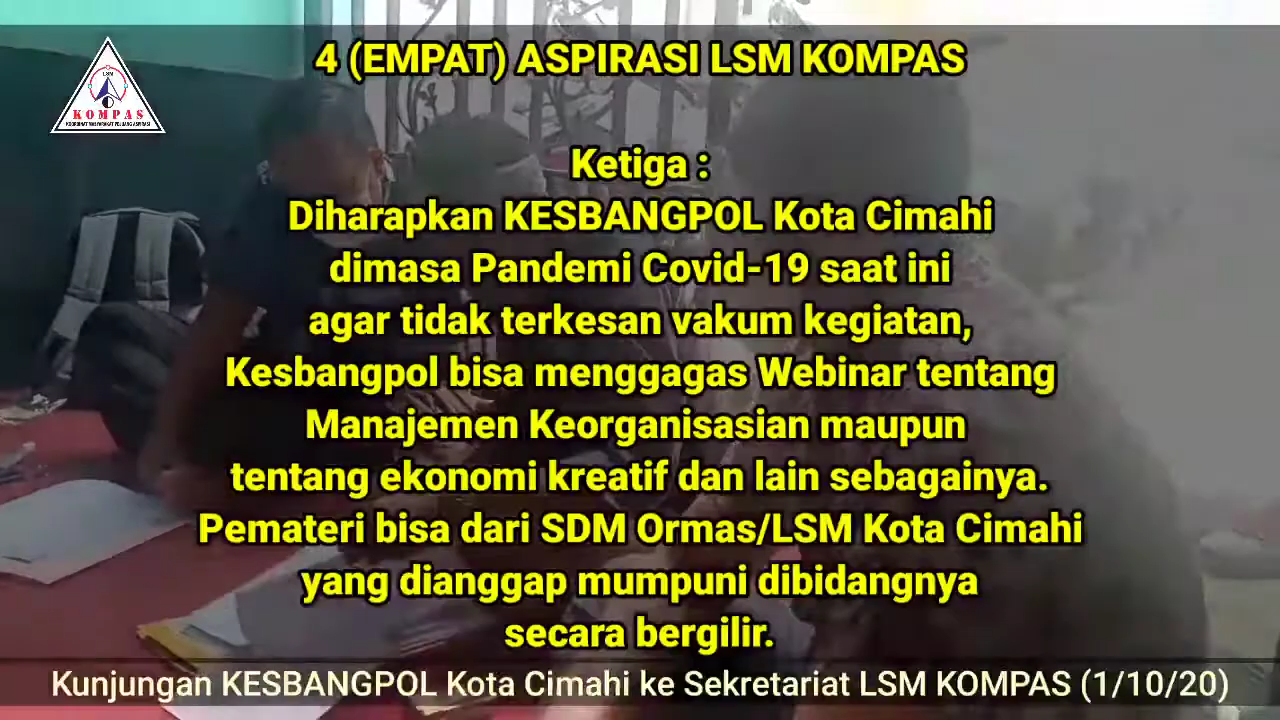 4 (EMPAT) ASPIRASI LSM KOMPAS
LSM
KOMPAS
Ketiga :
Diharapkan KESBANGPOL Kota Cimahi
dimasa Pandemi Covid-19 saat ini
agar tidak terkesan vakum kegiatan,
Kesbangpol bisa menggagas Webinar tentang
Manajemen Keorganisasian maupun
tentang ekonomi kreatif dan lain sebagainya.
Pemateri bisa dari SDM Ormas/LSM Kota Cimahi
yang dianggap mumpuni dibidangnya
secara bergilir.
Kunjungan KESBANGPOL Kota Cimahi ke Sekretariat LSM KOMPAS (1/10/20)